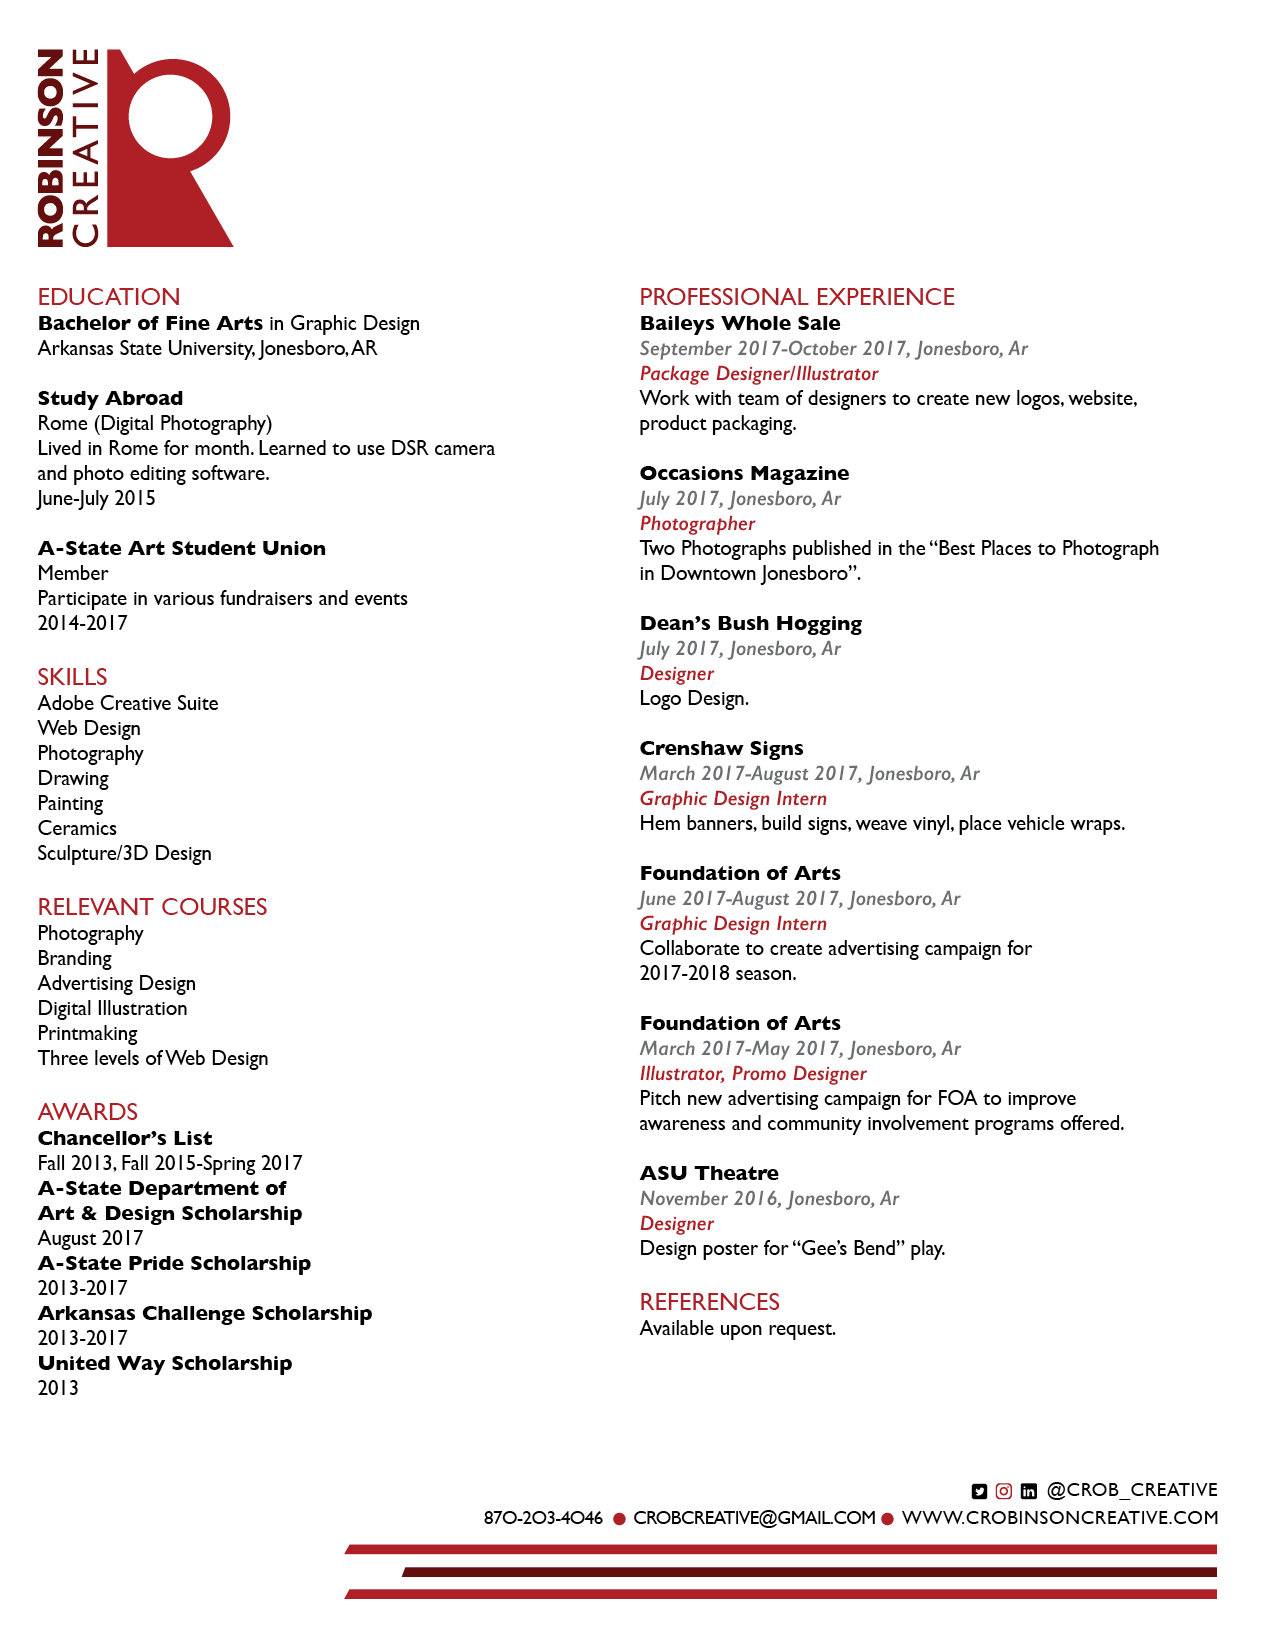 ROBINSON
CREATIVE
EDUCATION
Bachelor of Fine Arts in Graphic Design
Arkansas State University, Jonesboro, AR
Study Abroad
Rome (Digital Photography)
Lived in Rome for month. Learned to use DSR camera
and photo editing software.
June-July 2015
A-State Art Student Union
Member
Participate in various fundraisers and events
2014-2017
SKILLS
Adobe Creative Suite
Web Design
Photography
Drawing
Painting
Ceramics
Sculpture/3D Design
RELEVANT COURSES
Photography
Branding
Advertising Design
Digital Illustration
Printmaking
Three levels of Web Design
AWARDS
Chancellor's List
Fall 2013, Fall 2015-Spring 2017
A-State Department of
Art & Design Scholarship
August 2017
A-State Pride Scholarship
2013-2017
Arkansas Challenge Scholarship
2013-2017
United Way Scholarship
2013
PROFESSIONAL EXPERIENCE
Baileys Whole Sale
September 2017-October 2017, Jonesboro, Ar
Package Designer/Illustrator
Work with team of designers to create new logos, website,
product packaging.
Occasions Magazine
July 2017, Jonesboro, Ar
Photographer
Two Photographs published in the “Best Places to Photograph
in Downtown Jonesboro”.
Dean’s Bush Hogging
July 2017, Jonesboro, Ar
Designer
Logo Design.
Crenshaw Signs
March 2017-August 2017, Jonesboro, Ar
Graphic Design Intern
Hem banners, build signs, weave vinyl, place vehicle wraps.
Foundation of Arts
June 2017-August 2017, Jonesboro, Ar
Graphic Design Intern
Collaborate to create advertising campaign for
2017-2018 season.
Foundation of Arts
March 2017-May 2017, Jonesboro, Ar
Illustrator, Promo Designer
Pitch new advertising campaign for FOA to improve
awareness and community involvement programs offered.
ASU Theatre
November 2016, Jonesboro, Ar
Designer
Design poster for “Gee’s Bend” play.
REFERENCES
Available upon request.
@CROB_CREATIVE
870-203-4046 ● CROBCREATIVE@GMAIL.COM ● WWW.CROBINSONCREATIVE.COM